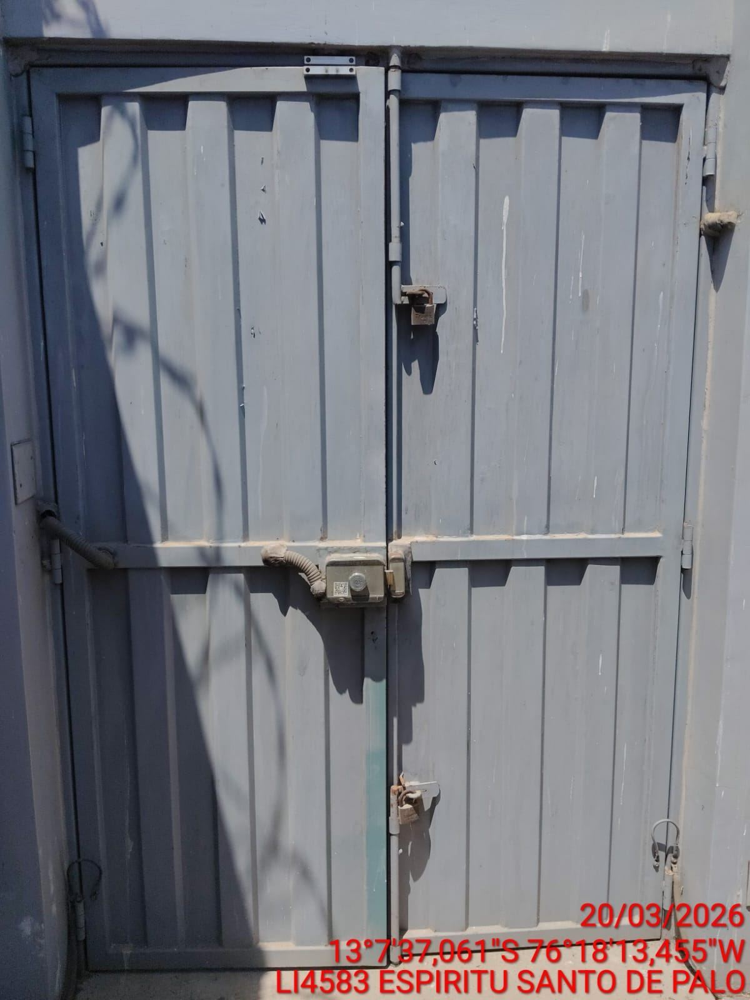 20/03/2026
13°7'37,061"S 76°18'13,455"W
LI4583 ESPIRITU SANTO DE PALO